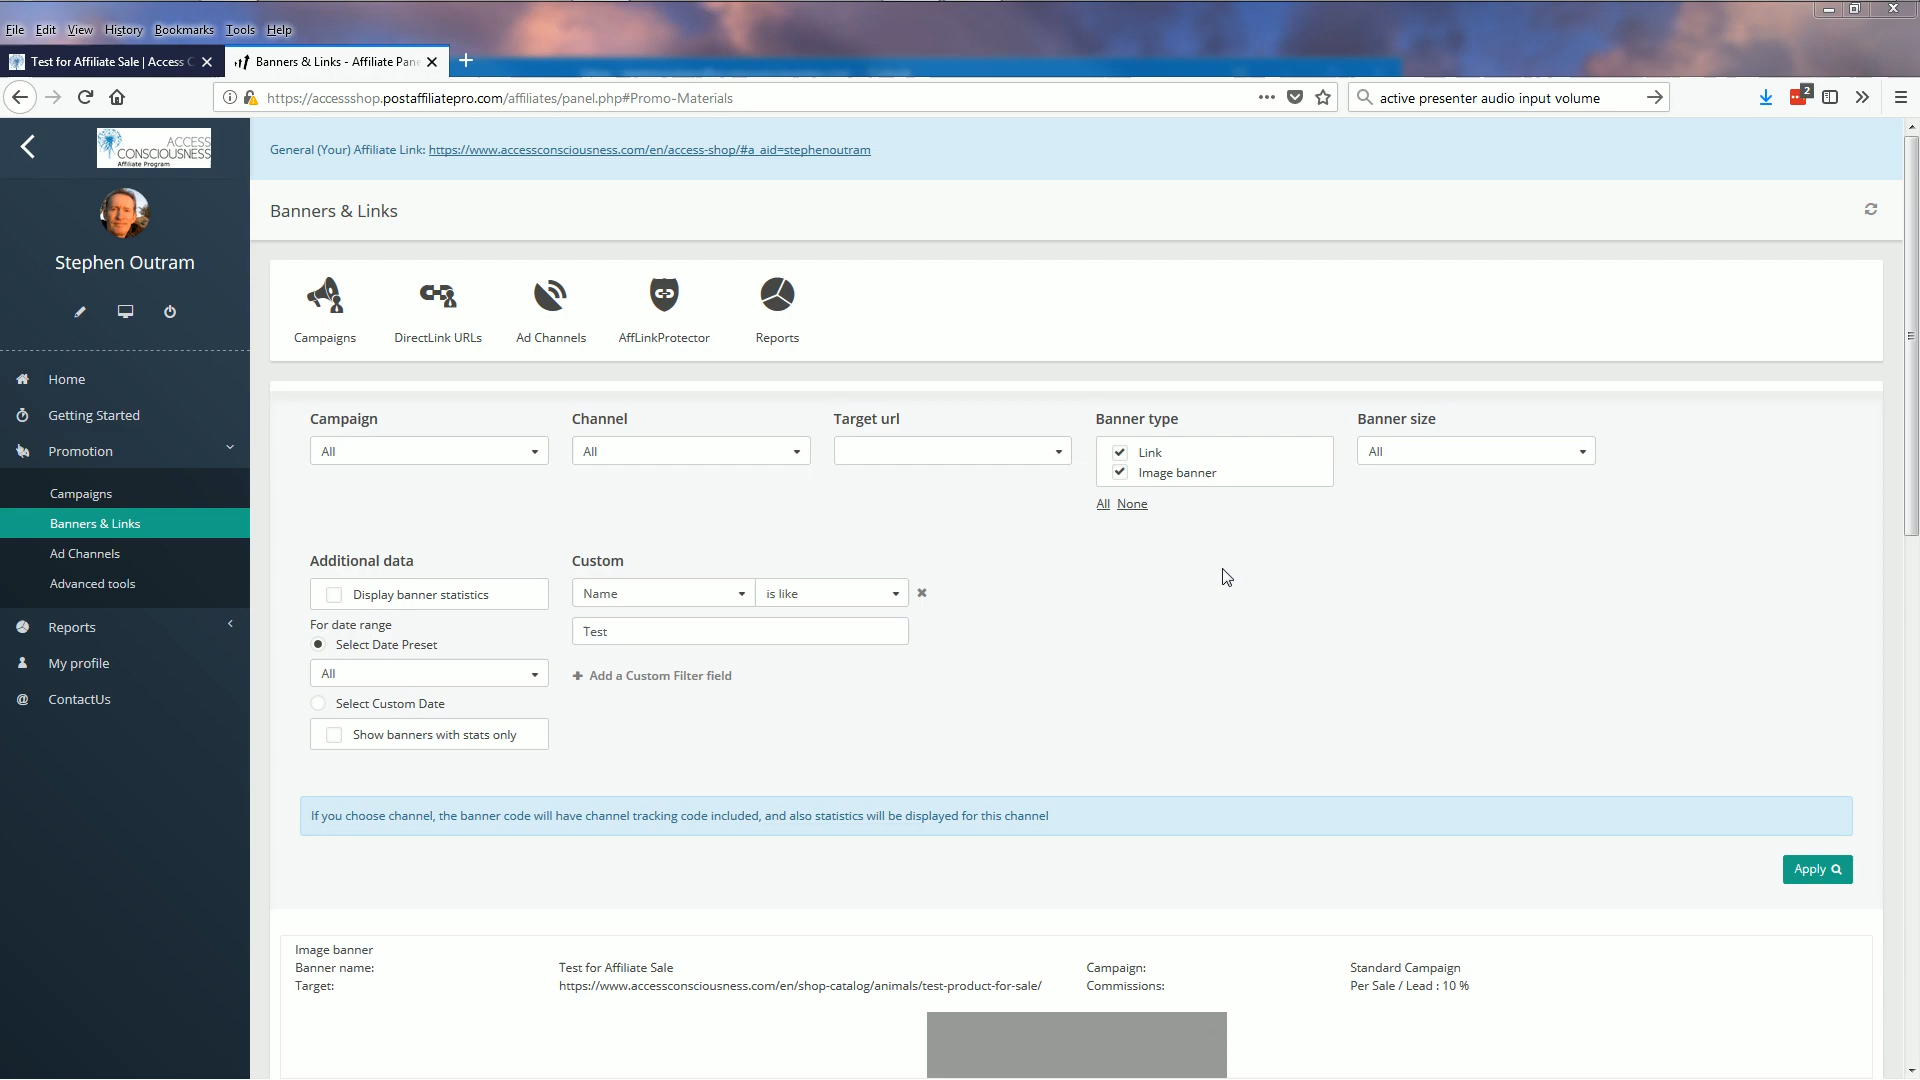 File Edit View History Bookmarks Tools Help
Test for Affiliate Sale | Access C
Banners & Links - Affiliate Pane
https://accessshop.postaffiliatepro.com/affiliates/panel.php#Promo-Materials
active presenter audio input volume
2
ACCESS
CONSCIOUSNESS
Affiliate Program
General (Your) Affiliate Link: https://www.accessconsciousness.com/en/access-shop/#a_aid=stephenoutram
Stephen Outram
Home
Getting Started
Promotion
Campaigns
Banners & Links
Ad Channels
Advanced tools
Reports
My profile
@ ContactUs
Banners & Links
Campaigns DirectLink URLs Ad Channels AffLinkProtector Reports
Campaign Channel Target url Banner type Banner size
All All Link All
Image banner
All None
Additional data Custom
Display banner statistics Name is like
For date range
Select Date Preset Test
All + Add a Custom Filter field
Select Custom Date
Show banners with stats only
If you choose channel, the banner code will have channel tracking code included, and also statistics will be displayed for this channel
Apply
Image banner
Banner name: Test for Affiliate Sale Campaign: Standard Campaign
Target: https://www.accessconsciousness.com/en/shop-catalog/animals/test-product-for-sale/ Commissions: Per Sale / Lead : 10 %